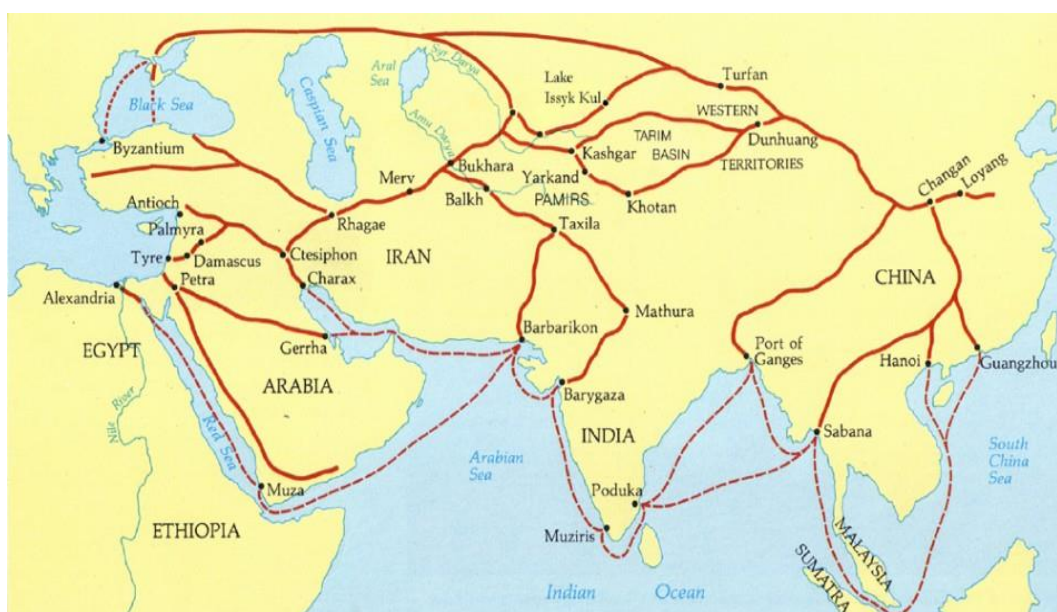 Black Sea
Byzantium
Caspian Sea
Aral
Sea
Syr Darya
Amu Darya
Lake
Issyk Kul
Turfan
WESTERN
TARIM
BASIN
Dunhuang
TERRITORIES
Kashgar
Yarkand
PAMIRS
Khotan
Bukhara
Merv
Balkh
Taxila
Changan
Loyang
Antioch
Palmyra
Tyre
Damascus
Petra
Rhagae
Ctesiphon
IRAN
Charax
CHINA
Alexandria
EGYPT
Nile River
Gerrha
ARABIA
Barbarikon
Mathura
Port of
Ganges
Hanoi
Guangzhou
Red Sea
Barygaza
INDIA
Sabana
Arabian
Sea
South
China
Sea
Muza
Poduka
ETHIOPIA
Muziris
MALAYSIA
SUMATRA
Indian Ocean